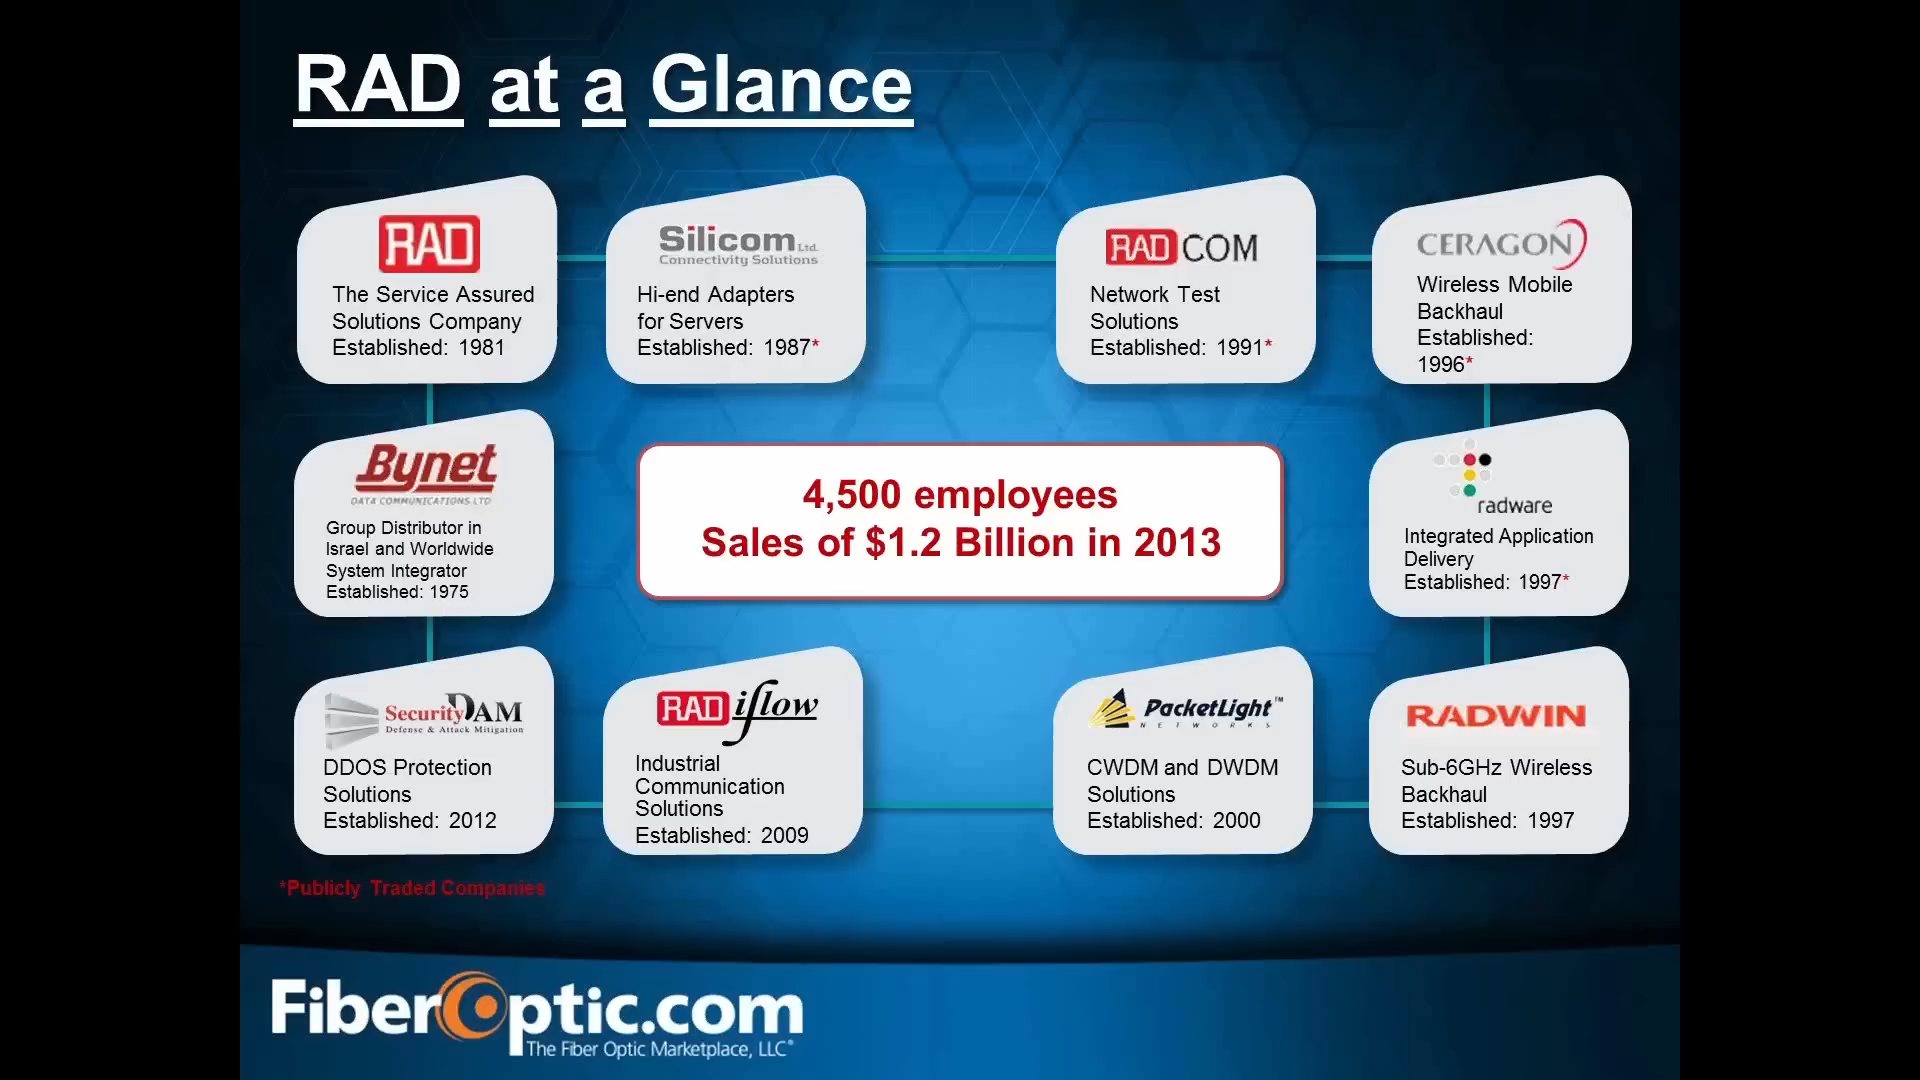 RAD at a Glance
RAD
The Service Assured
Solutions Company
Established: 1981
Silicom Ltd.
Connectivity Solutions
Hi-end Adapters
for Servers
Established: 1987*
RADCOM
Network Test
Solutions
Established: 1991*
CERAGON
Wireless Mobile
Backhaul
Established:
1996*
Bynet
DATA COMMUNICATIONS LTD
Group Distributor in
Israel and Worldwide
System Integrator
Established: 1975
4,500 employees
Sales of $1.2 Billion in 2013
radware
Integrated Application
Delivery
Established: 1997*
SecurityDAM
Defense & Attack Mitigation
DDOS Protection
Solutions
Established: 2012
RADiflow
Industrial
Communication
Solutions
Established: 2009
PacketLight™
NETWORKS
CWDM and DWDM
Solutions
Established: 2000
RADWIN
Sub-6GHz Wireless
Backhaul
Established: 1997
*Publicly Traded Companies
FiberOptic.com
The Fiber Optic Marketplace, LLC®